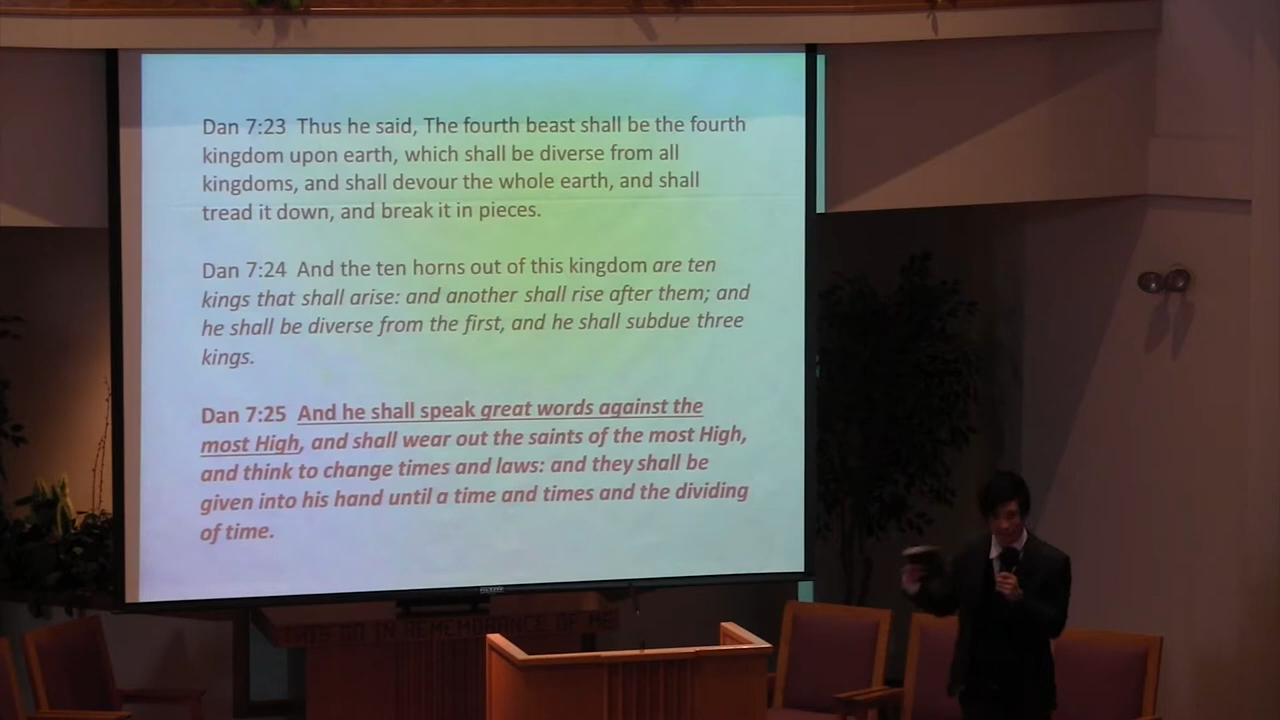 Dan 7:23  Thus he said, The fourth beast shall be the fourth
kingdom upon earth, which shall be diverse from all
kingdoms, and shall devour the whole earth, and shall
tread it down, and break it in pieces.
Dan 7:24  And the ten horns out of this kingdom are ten
kings that shall arise: and another shall rise after them; and
he shall be diverse from the first, and he shall subdue three
kings.
Dan 7:25  And he shall speak great words against the
most High, and shall wear out the saints of the most High,
and think to change times and laws: and they shall be
given into his hand until a time and times and the dividing
of time.
THIS DO IN REMEMBRANCE OF ME